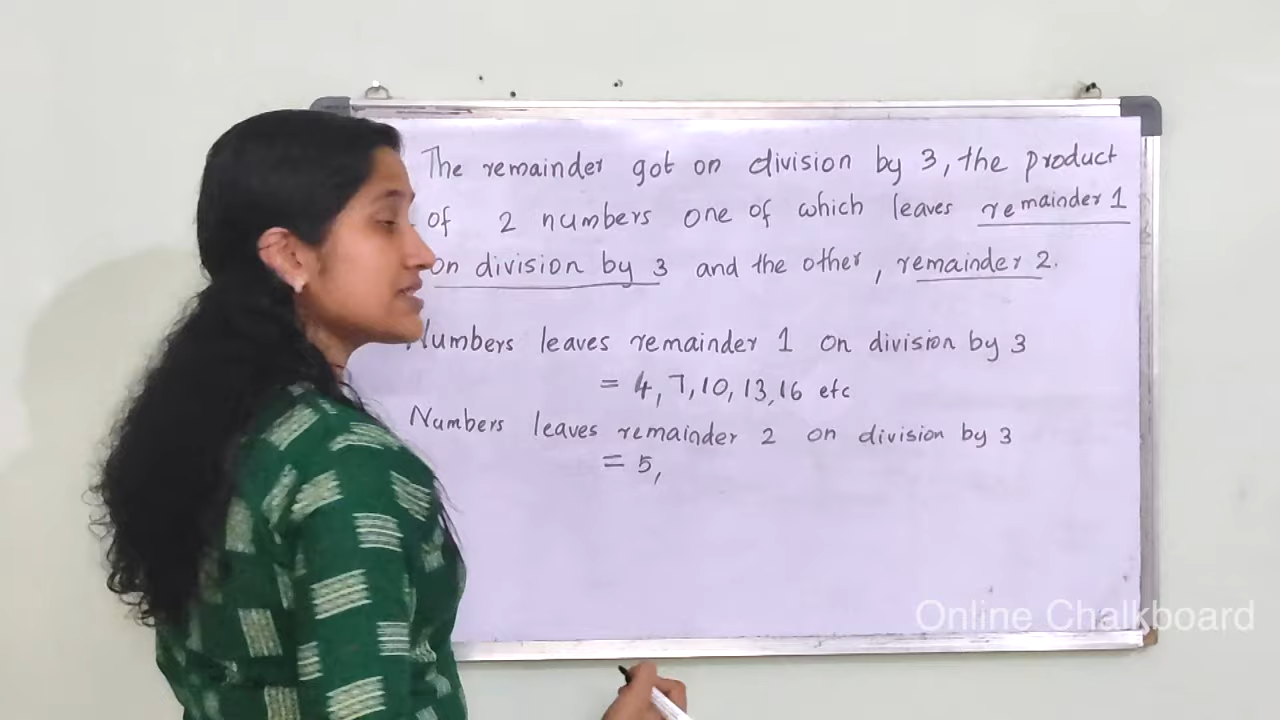 The remainder got on division by 3, the product
of 2 numbers one of which leaves remainder 1
on division by 3 and the other, remainder 2.
Numbers leaves remainder 1 on division by 3
= 4, 7, 10, 13, 16 etc
Numbers leaves remainder 2 on division by 3
= 5,
Online Chalkboard